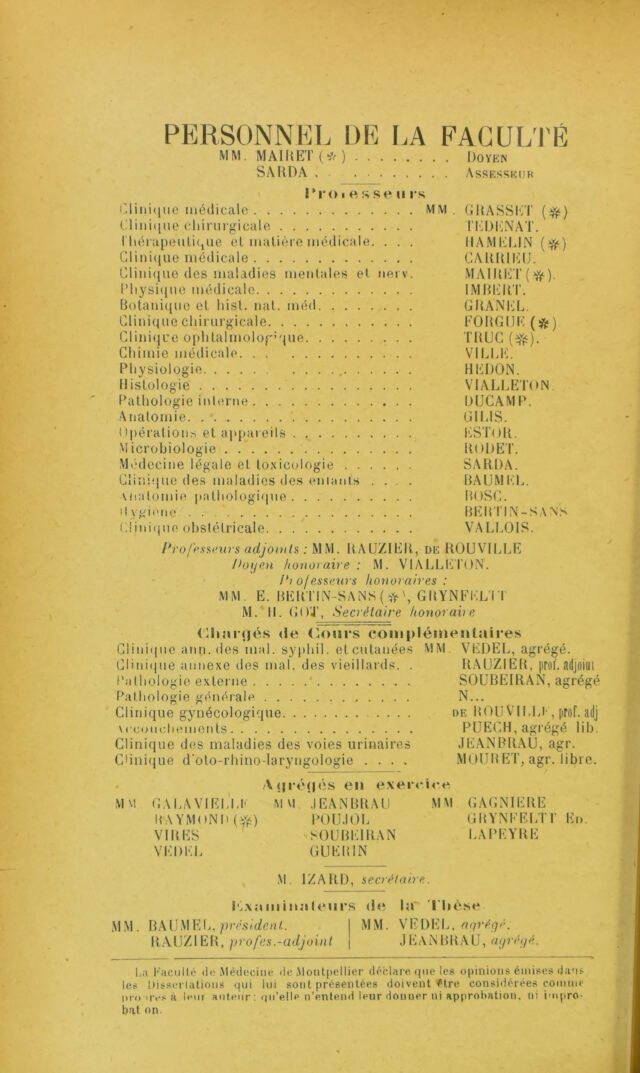 PERSONNEL DE LA FACULTÉ
MM. MAIRET (✻) . . . . . . . . DOYEN
SARDA . . . . . . . . . ASSESSEUR
Professeurs
Clinique médicale . . . . . . . . . . . . MM. GRASSET (✻)
Clinique chirurgicale . . . . . . . . . . . TEDENAT.
Thérapeutique et matière médicale. . . . HAMELIN (✻)
Clinique médicale . . . . . . . . . . . . CARRIEU.
Clinique des maladies mentales et nerv. MAIRET (✻).
Physique médicale. . . . . . . . . . . . IMBERT.
Botanique et hist. nat. méd. . . . . . . . GRANEL.
Clinique chirurgicale. . . . . . . . . . . FORGUE (✻)
Clinique ophtalmologique. . . . . . . . . TRUC (✻).
Chimie médicale. . . . . . . . . . . . . VILLE.
Physiologie. . . . . . . . . . . . . . . HEDON.
Histologie . . . . . . . . . . . . . . . VIALLETON
Pathologie interne . . . . . . . . . . . . DUCAMP.
Anatomie. . . . . . . . . . . . . . . . GILIS.
Opérations et appareils . . . . . . . . . ESTOR.
Microbiologie . . . . . . . . . . . . . . RODET.
Médecine légale et toxicologie . . . . . . SARDA.
Clinique des maladies des enfants . . . . BAUMEL.
Anatomie pathologique . . . . . . . . . . BOSC.
Hygiène . . . . . . . . . . . . . . . . BERTIN-SANS
Clinique obstétricale. . . . . . . . . . . VALLOIS.
Professeurs adjoints : MM. RAUZIER, DE ROUVILLE
Doyen honoraire : M. VIALLETON.
Professeurs honoraires :
MM. E. BERTIN-SANS (✻), GRYNFELTT
M. H. GOT, Secrétaire honoraire
Chargés de Cours complémentaires
Clinique ann. des mal. syphil. et cutanées MM. VEDEL, agrégé.
Clinique annexe des mal. des vieillards. . RAUZIER, prof. adjoint
Pathologie externe . . . . . . . . . . . . SOUBEIRAN, agrégé
Pathologie générale . . . . . . . . . . . N...
Clinique gynécologique. . . . . . . . . . DE ROUVILLE, prof. adj
Accouchements . . . . . . . . . . . . . PUECH, agrégé lib.
Clinique des maladies des voies urinaires JEANBRAU, agr.
Clinique d'oto-rhino-laryngologie . . . . MOURET, agr. libre.
Agrégés en exercice
MM GALAVIELLE MM. JEANBRAU MM GAGNIERE
RAYMOND (✻) POUJOL GRYNFELTT ED.
VIRES SOUBEIRAN LAPEYRE
VEDEL GUERIN
M. IZARD, secrétaire.
Examinateurs de la Thèse
MM. BAUMEL, président. MM. VEDEL, agrégé.
RAUZIER, profes.-adjoint JEANBRAU, agrégé.
La Faculté de Médecine de Montpellier déclare que les opinions émises dans
les Dissertations qui lui sont présentées doivent être considérées comme
propres à leur auteur ; qu'elle n'entend leur donner ni approbation, ni impro-
bation.